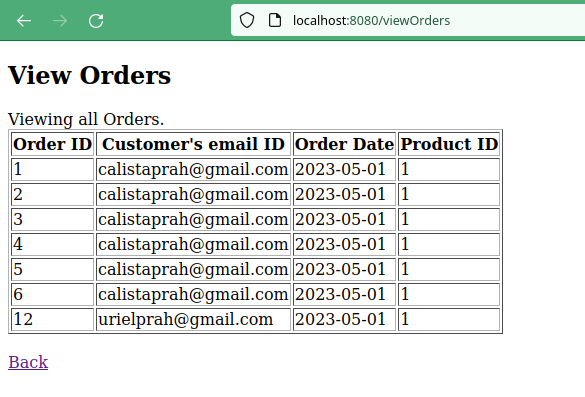 localhost:8080/viewOrders
View Orders
Viewing all Orders.
Order ID Customer's email ID Order Date Product ID
1 calistaprah@gmail.com 2023-05-01 1
2 calistaprah@gmail.com 2023-05-01 1
3 calistaprah@gmail.com 2023-05-01 1
4 calistaprah@gmail.com 2023-05-01 1
5 calistaprah@gmail.com 2023-05-01 1
6 calistaprah@gmail.com 2023-05-01 1
12 urielprah@gmail.com 2023-05-01 1
Back